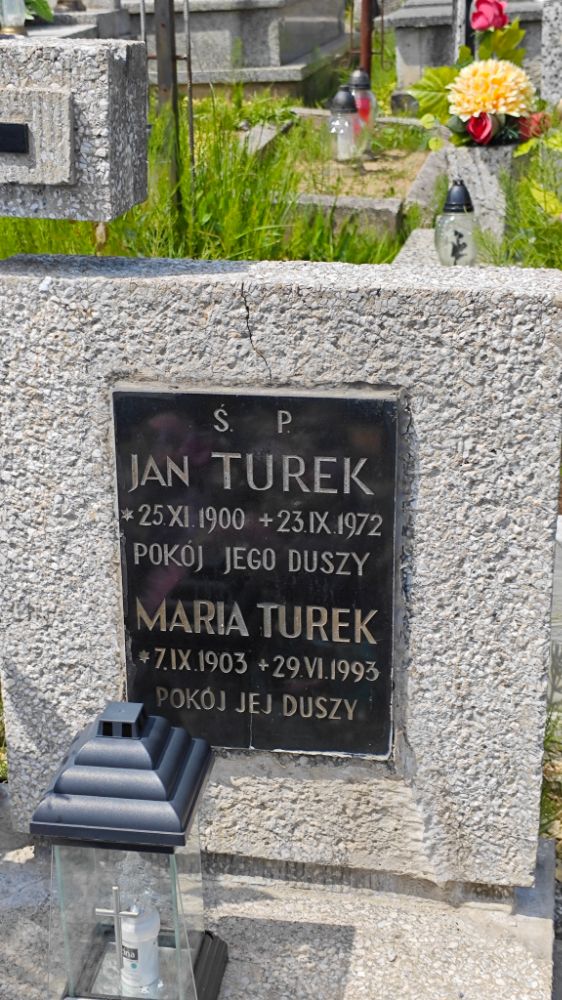 Ś. P.
JAN TUREK
*25.XI.1900 +23.IX.1972
POKÓJ JEGO DUSZY
MARIA TUREK
*7.IX.1903 +29.VI.1993
POKÓJ JEJ DUSZY